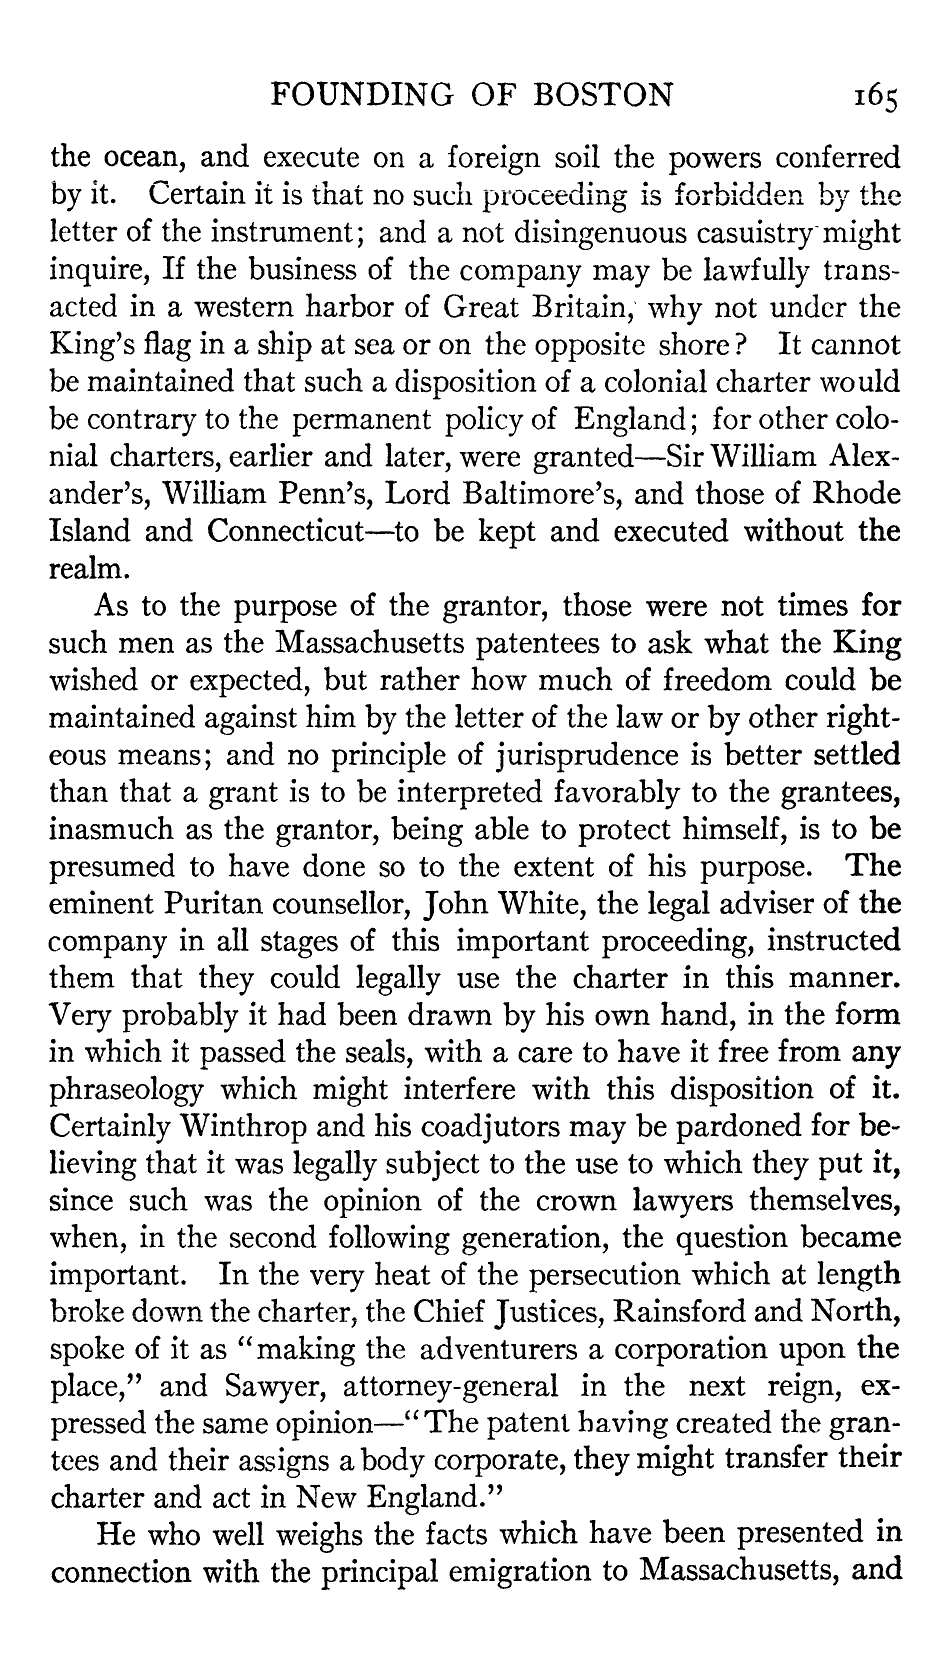 FOUNDING OF BOSTON 165
the ocean, and execute on a foreign soil the powers conferred
by it. Certain it is that no such proceeding is forbidden by the
letter of the instrument; and a not disingenuous casuistry might
inquire, If the business of the company may be lawfully trans-
acted in a western harbor of Great Britain, why not under the
King's flag in a ship at sea or on the opposite shore? It cannot
be maintained that such a disposition of a colonial charter would
be contrary to the permanent policy of England; for other colo-
nial charters, earlier and later, were granted—Sir William Alex-
ander's, William Penn's, Lord Baltimore's, and those of Rhode
Island and Connecticut—to be kept and executed without the
realm.
As to the purpose of the grantor, those were not times for
such men as the Massachusetts patentees to ask what the King
wished or expected, but rather how much of freedom could be
maintained against him by the letter of the law or by other right-
eous means; and no principle of jurisprudence is better settled
than that a grant is to be interpreted favorably to the grantees,
inasmuch as the grantor, being able to protect himself, is to be
presumed to have done so to the extent of his purpose. The
eminent Puritan counsellor, John White, the legal adviser of the
company in all stages of this important proceeding, instructed
them that they could legally use the charter in this manner.
Very probably it had been drawn by his own hand, in the form
in which it passed the seals, with a care to have it free from any
phraseology which might interfere with this disposition of it.
Certainly Winthrop and his coadjutors may be pardoned for be-
lieving that it was legally subject to the use to which they put it,
since such was the opinion of the crown lawyers themselves,
when, in the second following generation, the question became
important. In the very heat of the persecution which at length
broke down the charter, the Chief Justices, Rainsford and North,
spoke of it as "making the adventurers a corporation upon the
place," and Sawyer, attorney-general in the next reign, ex-
pressed the same opinion—"The patent having created the gran-
tees and their assigns a body corporate, they might transfer their
charter and act in New England."
He who well weighs the facts which have been presented in
connection with the principal emigration to Massachusetts, and